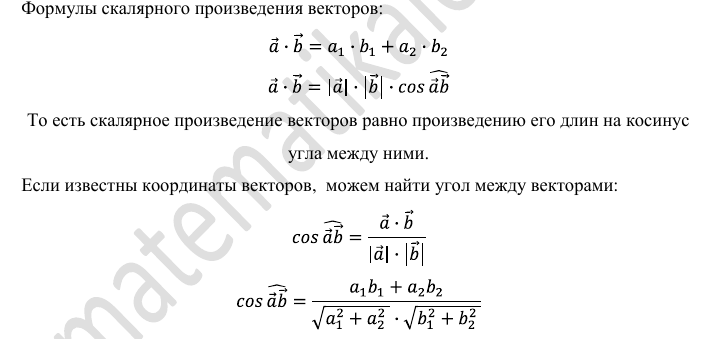 Формулы скалярного произведения векторов:
$\vec{a} \cdot \vec{b} = a_1 \cdot b_1 + a_2 \cdot b_2$
$\vec{a} \cdot \vec{b} = |\vec{a}| \cdot |\vec{b}| \cdot cos\, \widehat{\vec{a}\vec{b}}$
То есть скалярное произведение векторов равно произведению его длин на косинус
угла между ними.
Если известны координаты векторов, можем найти угол между векторами:
$cos\, \widehat{\vec{a}\vec{b}} = \frac{\vec{a} \cdot \vec{b}}{|\vec{a}| \cdot |\vec{b}|}$
$cos\, \widehat{\vec{a}\vec{b}} = \frac{a_1 b_1 + a_2 b_2}{\sqrt{a_1^2 + a_2^2} \cdot \sqrt{b_1^2 + b_2^2}}$